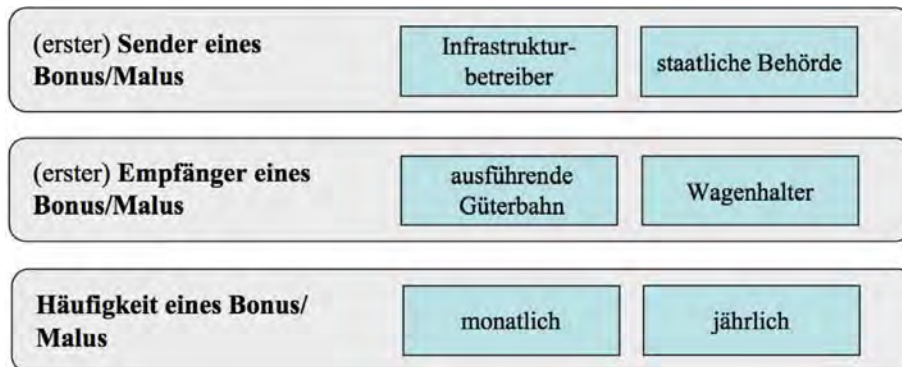 (erster) Sender eines
Bonus/Malus
Infrastruktur-
betreiber
staatliche Behörde
(erster) Empfänger eines
Bonus/Malus
ausführende
Güterbahn
Wagenhalter
Häufigkeit eines Bonus/
Malus
monatlich
jährlich